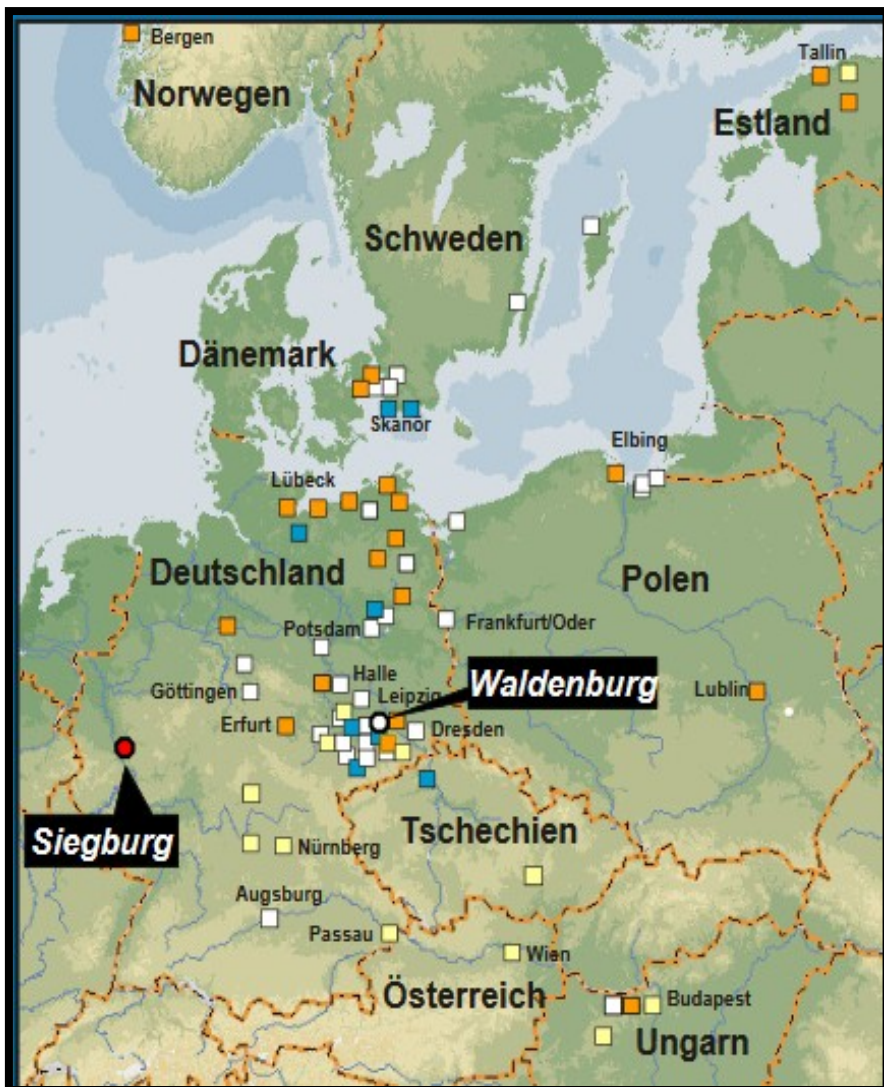 Bergen
Norwegen
Tallin
Estland
Schweden
Dänemark
Skanör
Elbing
Lübeck
Deutschland
Polen
Potsdam
Frankfurt/Oder
Halle
Göttingen
Leipzig
Waldenburg
Lublin
Erfurt
Dresden
Siegburg
Tschechien
Nürnberg
Augsburg
Passau
Wien
Österreich
Budapest
Ungarn